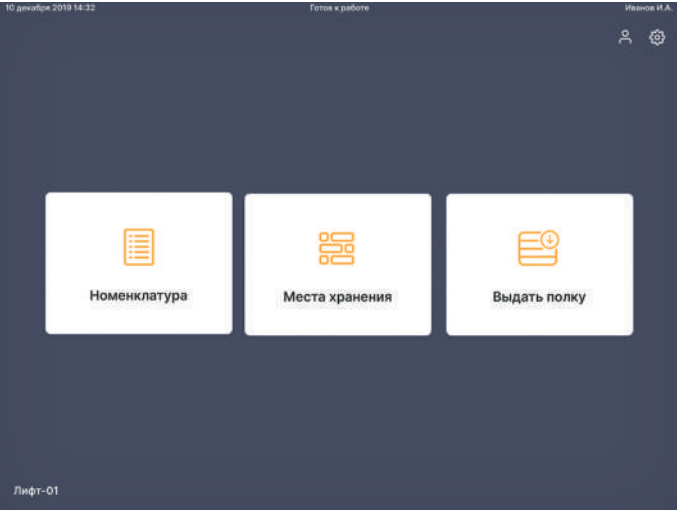 10 декабря 2019 14:32
Готов к работе
Иванов И.А.
Номенклатура
Места хранения
Выдать полку
Лифт-01